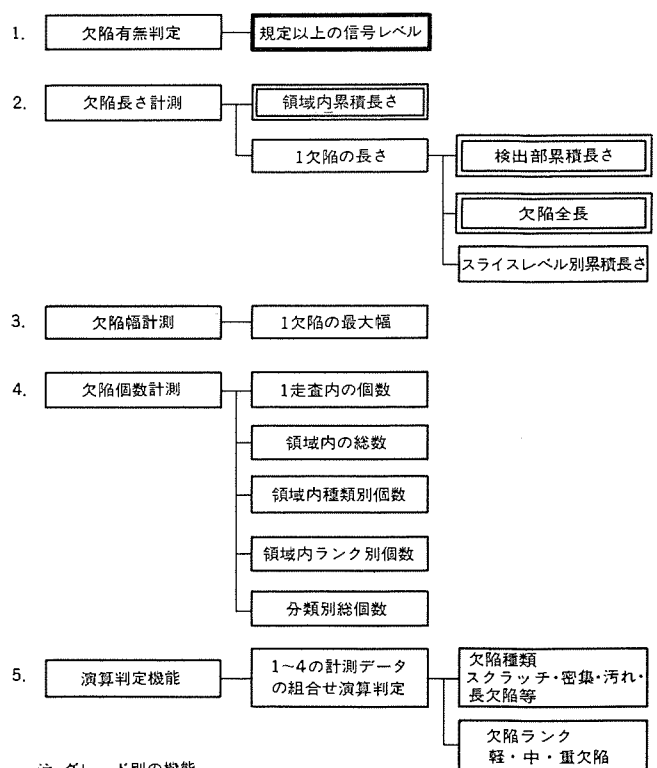 1. 欠陥有無判定 規定以上の信号レベル
2. 欠陥長さ計測 領域内累積長さ
1欠陥の長さ 検出部累積長さ
欠陥全長
スライスレベル別累積長さ
3. 欠陥幅計測 1欠陥の最大幅
4. 欠陥個数計測 1走査内の個数
領域内の総数
領域内種類別個数
領域内ランク別個数
分類別総個数
5. 演算判定機能 1~4の計測データ
の組合せ演算判定
欠陥種類
スクラッチ・密集・汚れ・
長欠陥等
欠陥ランク
軽・中・重欠陥